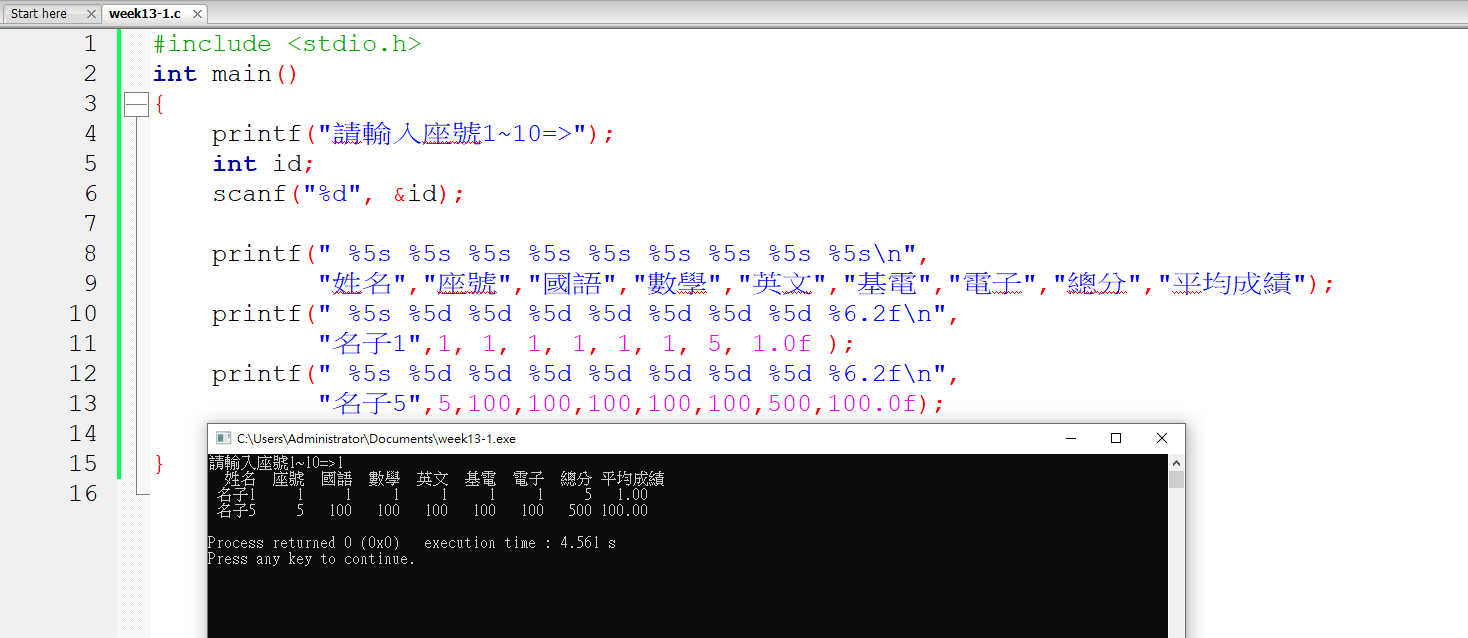 Start here
week13-1.c
1 #include <stdio.h>
2 int main()
3 {
4 printf("請輸入座號1~10=>");
5 int id;
6 scanf("%d", &id);
7
8 printf(" %5s %5s %5s %5s %5s %5s %5s %5s %5s\n",
9 "姓名","座號","國語","數學","英文","基電","電子","總分","平均成績");
10 printf(" %5s %5d %5d %5d %5d %5d %5d %5d %6.2f\n",
11 "名子1",1, 1, 1, 1, 1, 1, 5, 1.0f );
12 printf(" %5s %5d %5d %5d %5d %5d %5d %5d %6.2f\n",
13 "名子5",5,100,100,100,100,100,500,100.0f);
14
15 }
16
C:\Users\Administrator\Documents\week13-1.exe
請輸入座號1~10=>1
姓名 座號 國語 數學 英文 基電 電子 總分 平均成績
名子1 1 1 1 1 1 1 5 1.00
名子5 5 100 100 100 100 100 500 100.00
Process returned 0 (0x0) execution time : 4.561 s
Press any key to continue.